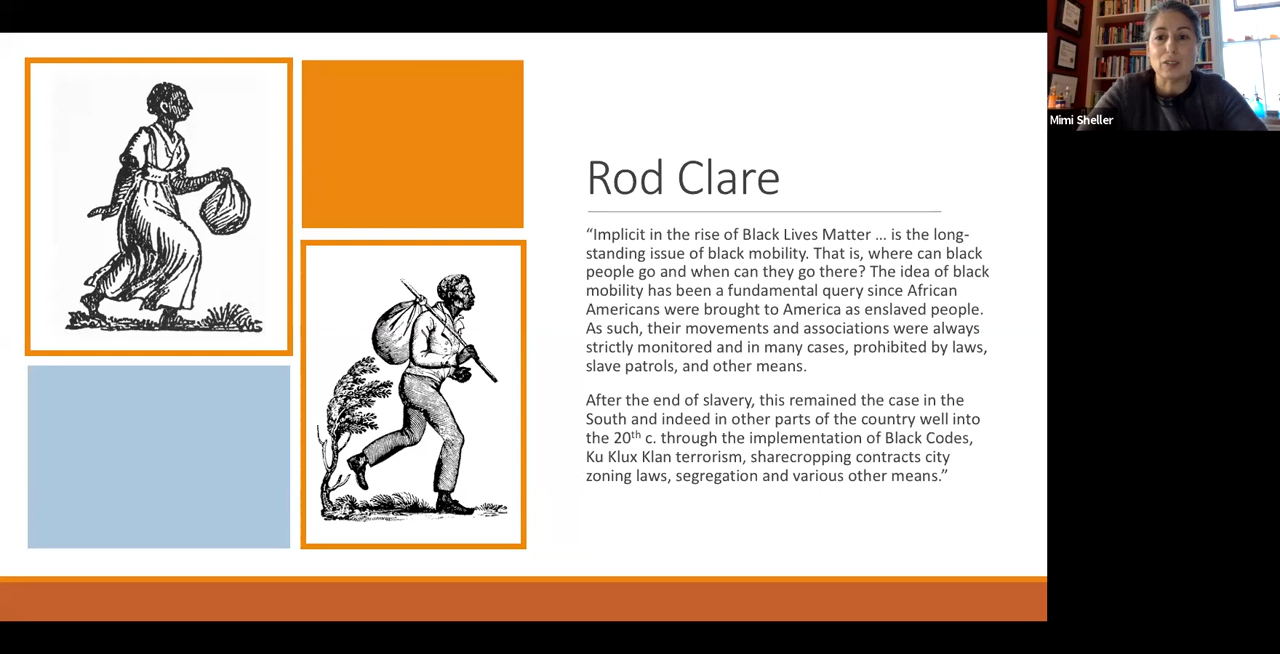 Rod Clare
“Implicit in the rise of Black Lives Matter ... is the long-
standing issue of black mobility. That is, where can black
people go and when can they go there? The idea of black
mobility has been a fundamental query since African
Americans were brought to America as enslaved people.
As such, their movements and associations were always
strictly monitored and in many cases, prohibited by laws,
slave patrols, and other means.
After the end of slavery, this remained the case in the
South and indeed in other parts of the country well into
the 20th c. through the implementation of Black Codes,
Ku Klux Klan terrorism, sharecropping contracts city
zoning laws, segregation and various other means.”
Mimi Sheller